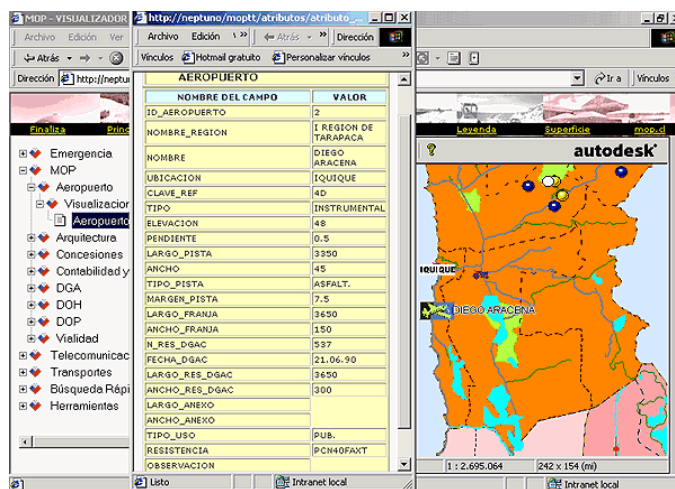 MOP - VISUALIZADOR
Archivo Edición Ver
Atrás
Dirección http://neptu
Finaliza Princ
Emergencia
MOP
Aeropuerto
Visualizacion
Aeropuerto
Arquitectura
Concesiones
Contabilidad y
DGA
DOH
DOP
Vialidad
Telecomunicac
Transportes
Búsqueda Rápi
Herramientas
http://neptuno/moptt/atributos/atributo_...
Archivo Edición » Atrás » Dirección
Vínculos Hotmail gratuito Personalizar vínculos »
AEROPUERTO
NOMBRE DEL CAMPO VALOR
ID_AEROPUERTO 2
NOMBRE_REGION I REGION DE TARAPACA
NOMBRE DIEGO ARACENA
UBICACION IQUIQUE
CLAVE_REF 4D
TIPO INSTRUMENTAL
ELEVACION 48
PENDIENTE 0.5
LARGO_PISTA 3350
ANCHO 45
TIPO_PISTA ASFALT.
MARGEN_PISTA 7.5
LARGO_FRANJA 3650
ANCHO_FRANJA 150
N_RES_DGAC 537
FECHA_DGAC 21.06.90
LARGO_RES_DGAC 3650
ANCHO_RES_DGAC 300
LARGO_ANEXO
ANCHO_ANEXO
TIPO_USO PUB.
RESISTENCIA PCN40FAXT
OBSERVACION
Listo Intranet local
Ir a Vínculos
Leyenda Superficie mop.cl
? autodesk
IQUIQUE
DIEGO ARACENA
1 : 2.695.064 242 x 154 (mi)
Intranet local